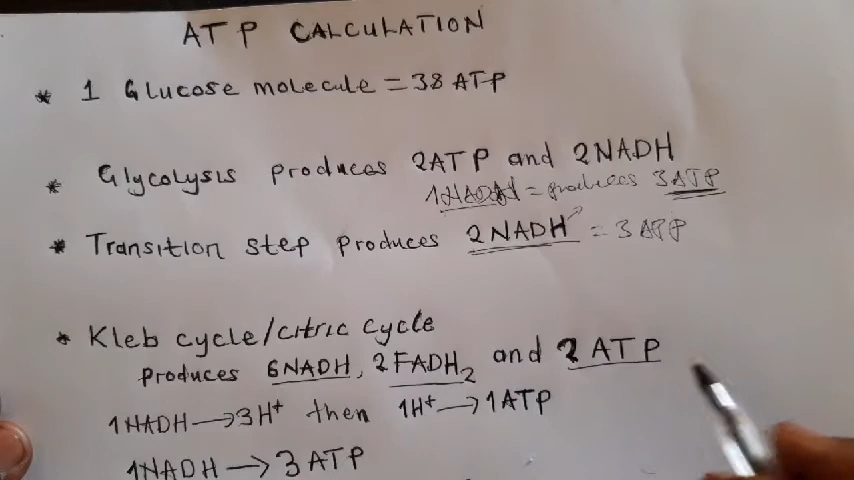 ATP CALCULATION
* 1 Glucose molecule = 38 ATP
* Glycolysis produces 2ATP and 2NADH
1NADH = produces 3ATP
* Transition step produces 2NADH = 3 ATP
* Kleb cycle/citric cycle
produces 6NADH, 2FADH2 and 2 ATP
1NADH → 3H+ then 1H+ → 1ATP
1NADH → 3 ATP